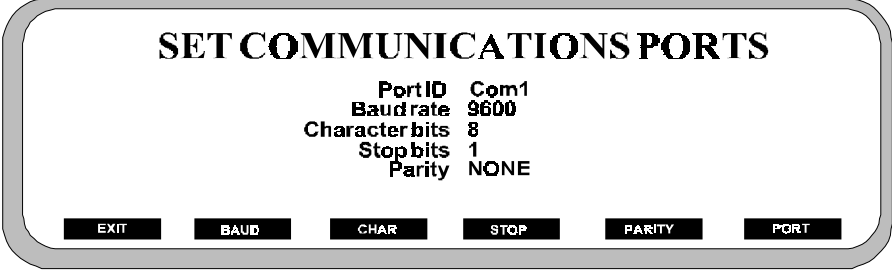 SET COMMUNICATIONS PORTS
Port ID Com1
Baud rate 9600
Character bits 8
Stop bits 1
Parity NONE
EXIT BAUD CHAR STOP PARITY PORT